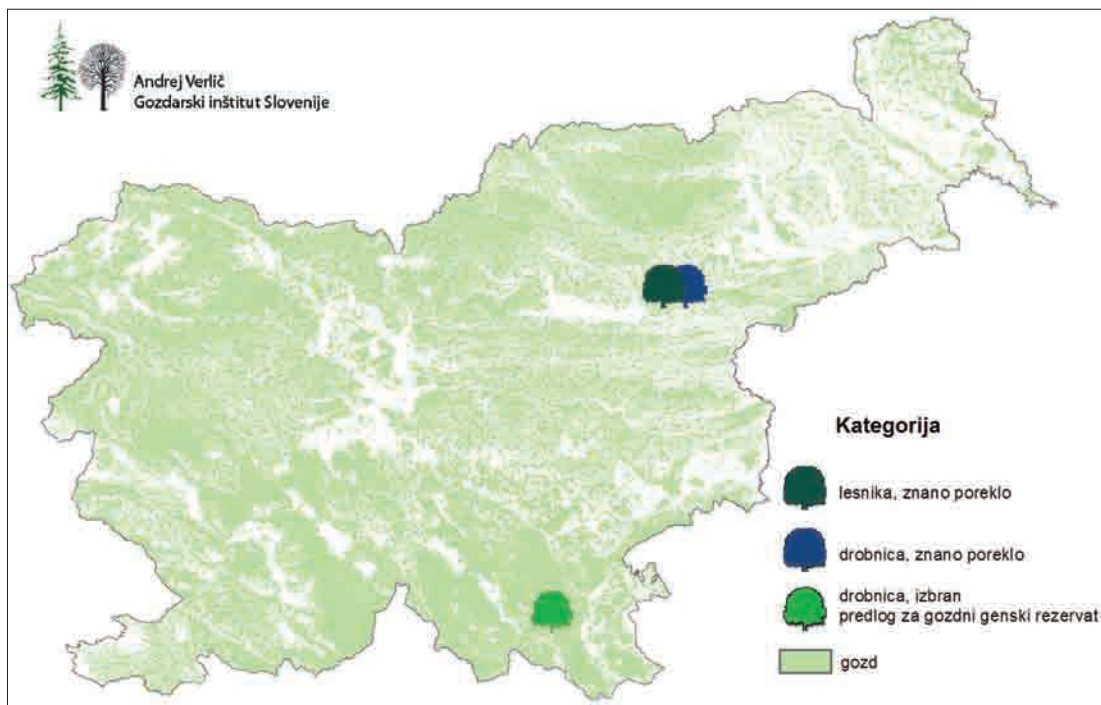 Andrej Verlič
Gozdarski inštitut Slovenije
Kategorija
lesnika, znano poreklo
drobnica, znano poreklo
drobnica, izbran
predlog za gozdni genski rezervat
gozd